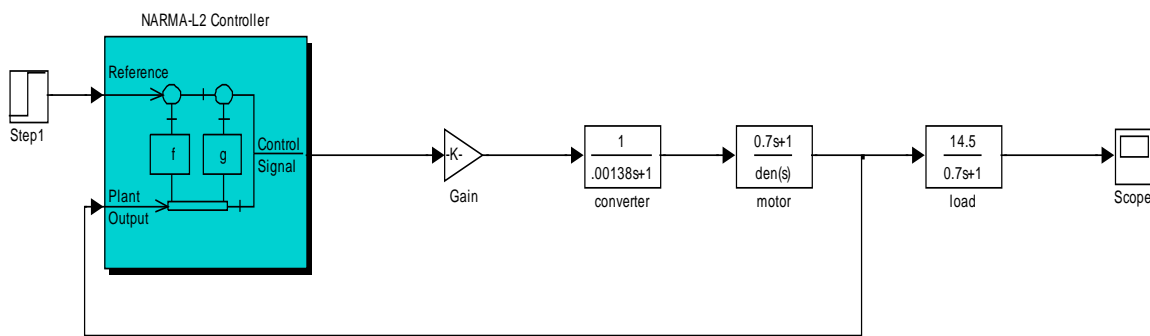 NARMA-L2 Controller
Reference
Step1
f
g
Control
Signal
Plant
Output
-K-
Gain
1
.00138s+1
converter
0.7s+1
den(s)
motor
14.5
0.7s+1
load
Scope